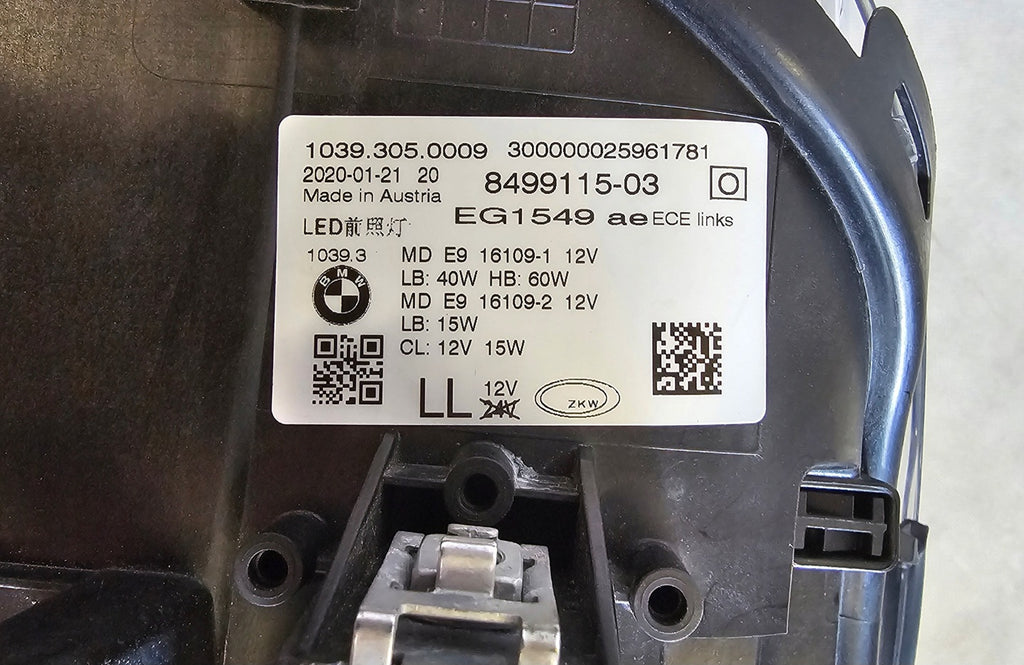 1039.305.0009 300000025961781
2020-01-21 20
Made in Austria
8499115-03 O
LED前照灯
EG1549 ae ECE links
1039.3
BMW
MD E9 16109-1 12V
LB: 40W HB: 60W
MD E9 16109-2 12V
LB: 15W
CL: 12V 15W
LL
12V
24V
ZKW